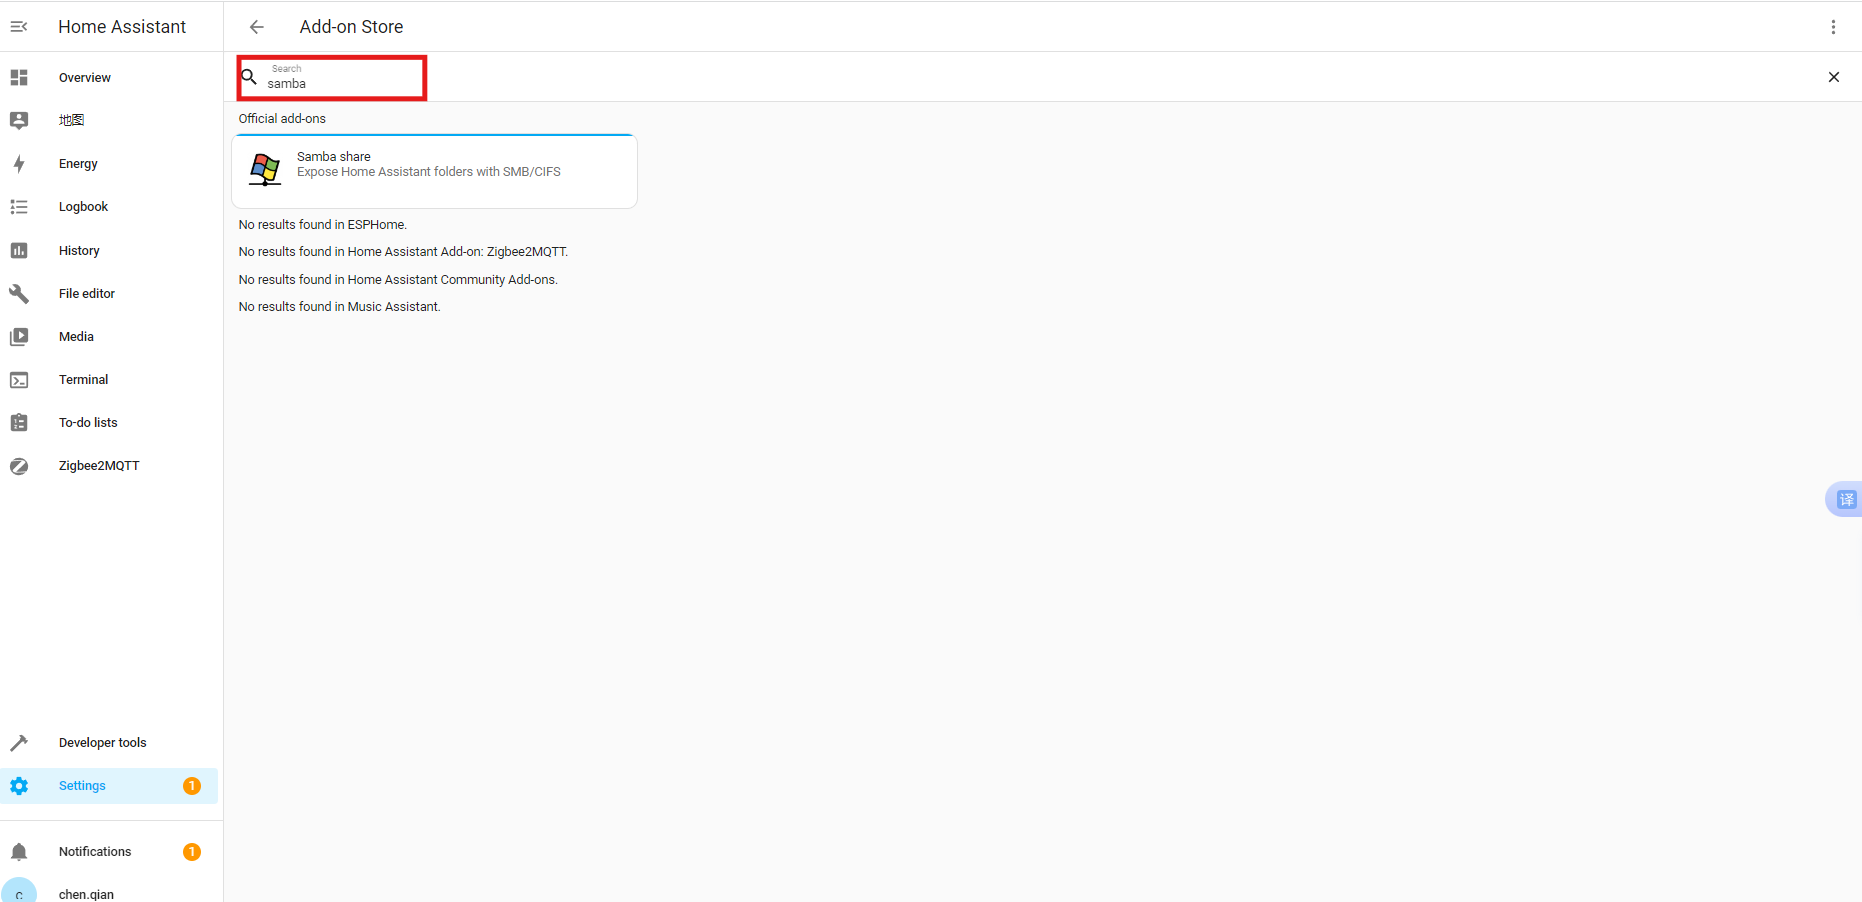 Home Assistant
Add-on Store
Search
samba
Overview
地图
Energy
Logbook
History
File editor
Media
Terminal
To-do lists
Zigbee2MQTT
Official add-ons
Samba share
Expose Home Assistant folders with SMB/CIFS
No results found in ESPHome.
No results found in Home Assistant Add-on: Zigbee2MQTT.
No results found in Home Assistant Community Add-ons.
No results found in Music Assistant.
译
Developer tools
Settings 1
Notifications 1
c chen.qian